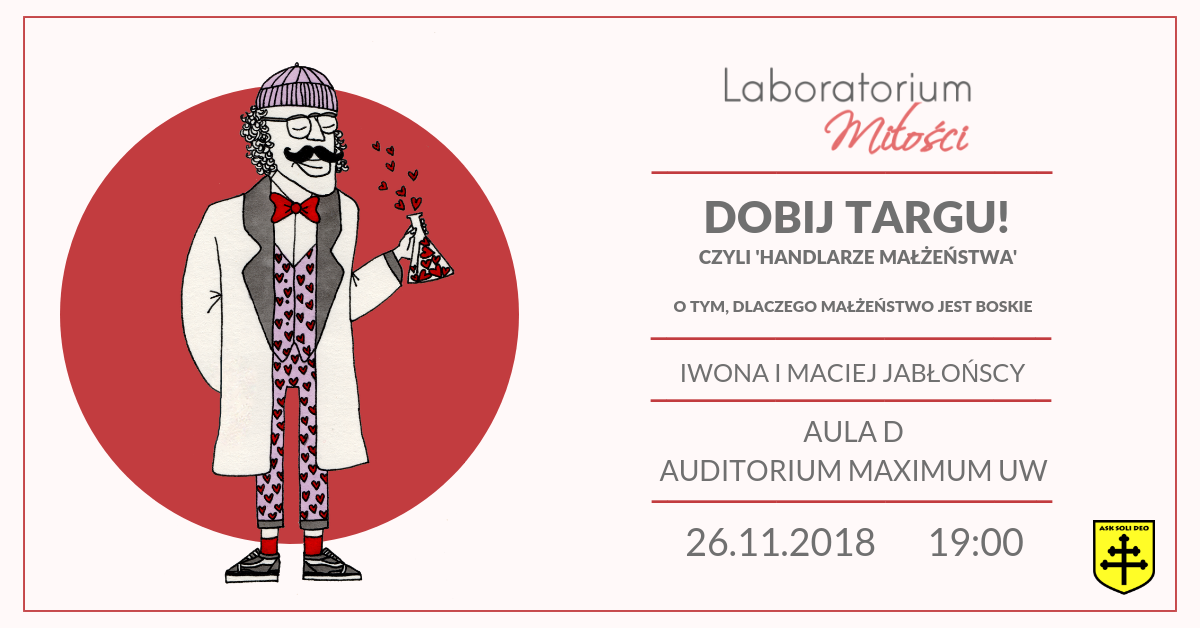 Laboratorium
Miłości
DOBIJ TARGU!
CZYLI 'HANDLARZE MAŁŻEŃSTWA'
O TYM, DLACZEGO MAŁŻEŃSTWO JEST BOSKIE
IWONA I MACIEJ JABŁOŃSCY
AULA D
AUDITORIUM MAXIMUM UW
26.11.2018 19:00
ASK SOLI DEO